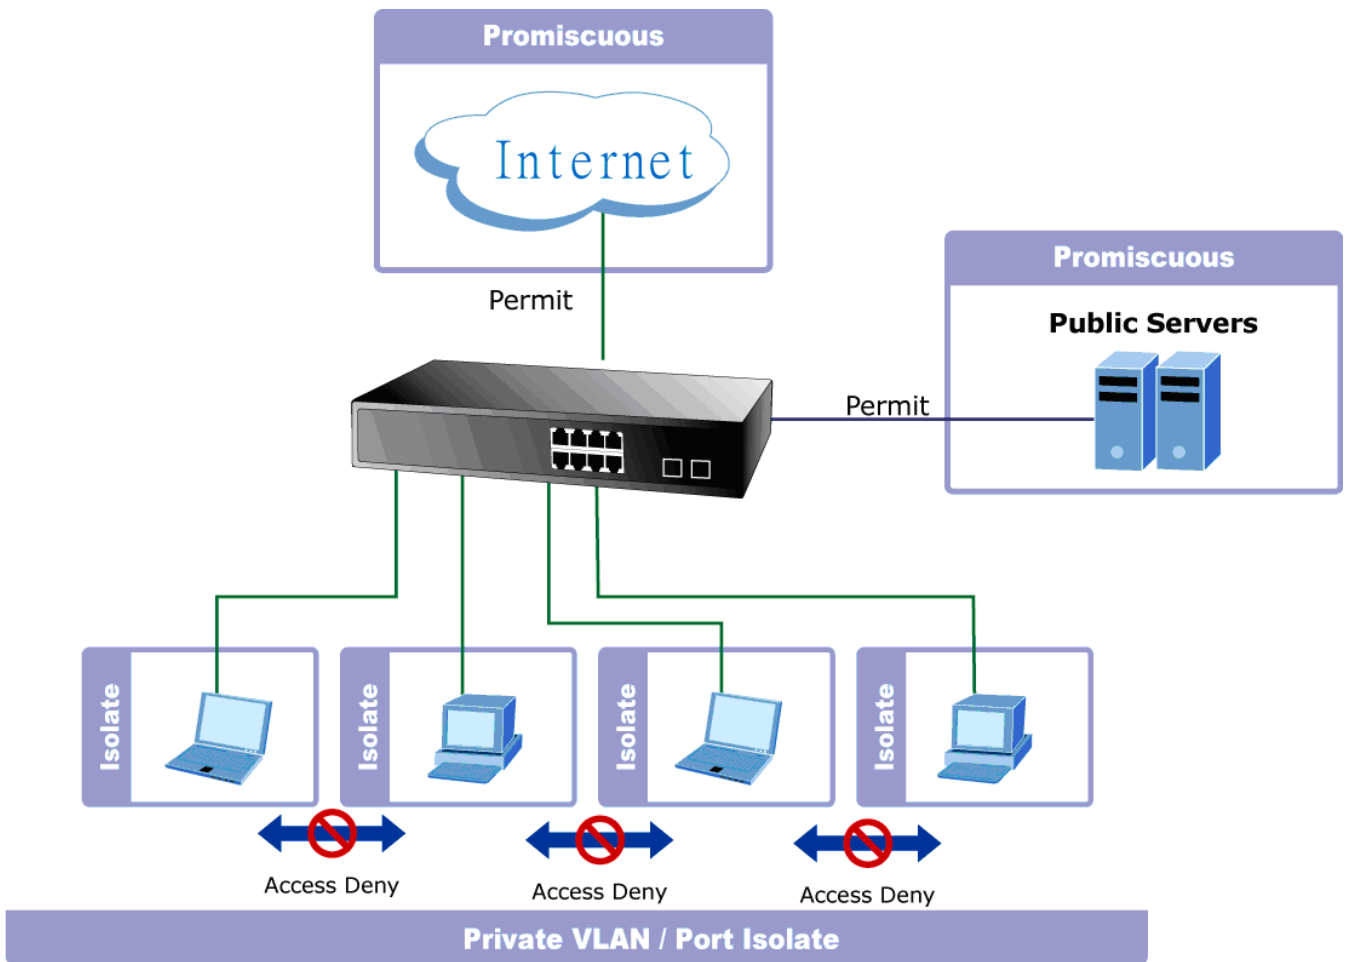 Promiscuous
Internet
Permit
Promiscuous
Public Servers
Permit
Isolate
Isolate
Isolate
Isolate
Access Deny
Access Deny
Access Deny
Private VLAN / Port Isolate